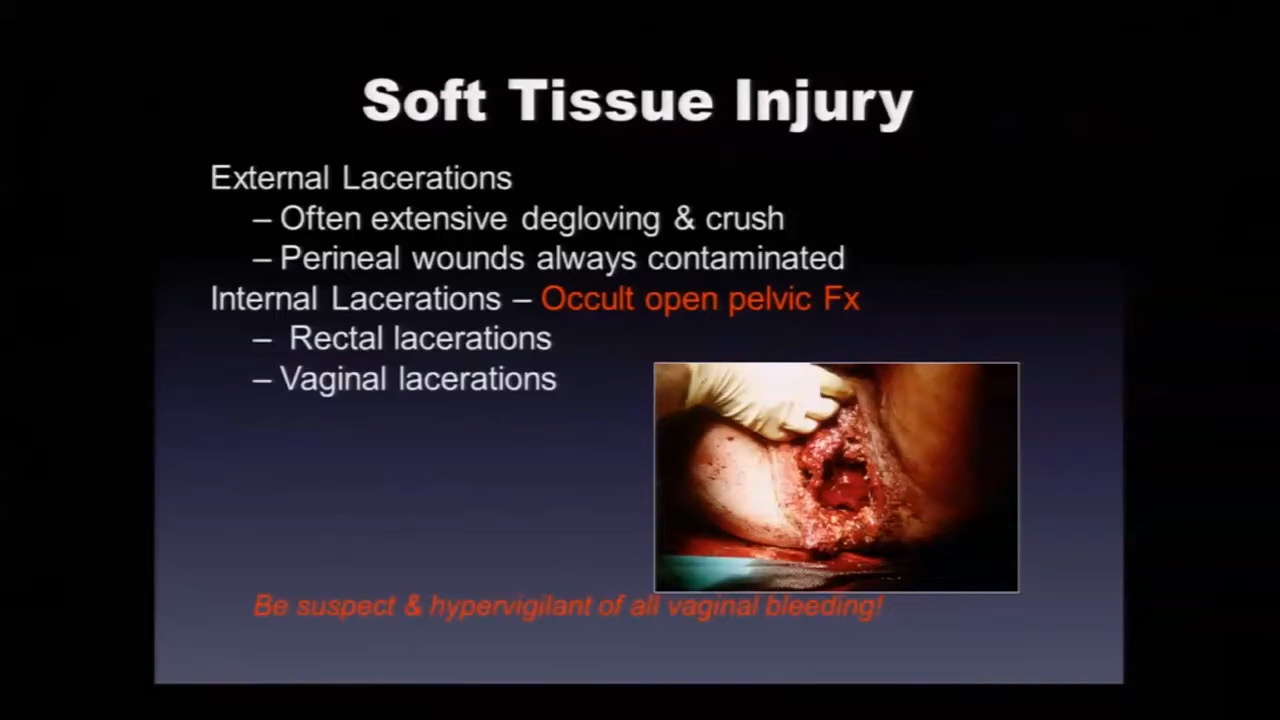 Soft Tissue Injury
External Lacerations
– Often extensive degloving & crush
– Perineal wounds always contaminated
Internal Lacerations – Occult open pelvic Fx
– Rectal lacerations
– Vaginal lacerations
Be suspect & hypervigilant of all vaginal bleeding!